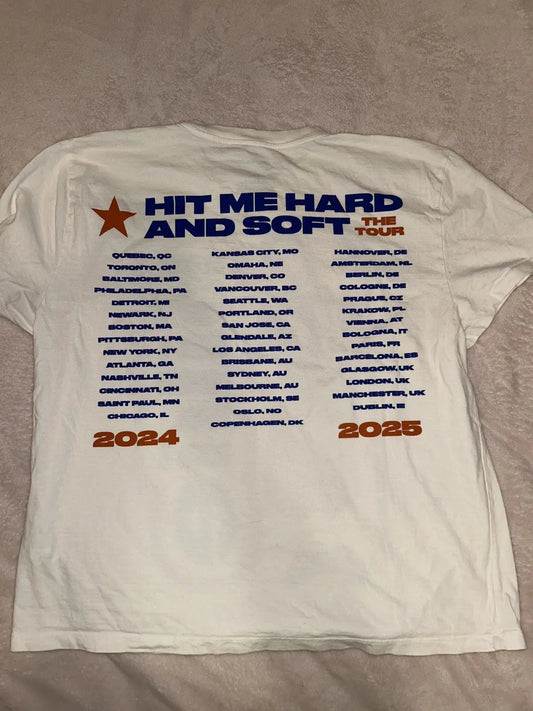 HIT ME HARD
AND SOFT THE
TOUR
QUEBEC, QC
TORONTO, ON
BALTIMORE, MD
PHILADELPHIA, PA
DETROIT, MI
NEWARK, NJ
BOSTON, MA
PITTSBURGH, PA
NEW YORK, NY
ATLANTA, GA
NASHVILLE, TN
CINCINNATI, OH
SAINT PAUL, MN
CHICAGO, IL
2024
KANSAS CITY, MO
OMAHA, NE
DENVER, CO
VANCOUVER, BC
SEATTLE, WA
PORTLAND, OR
SAN JOSE, CA
GLENDALE, AZ
LOS ANGELES, CA
BRISBANE, AU
SYDNEY, AU
MELBOURNE, AU
STOCKHOLM, SE
OSLO, NO
COPENHAGEN, DK
HANNOVER, DE
AMSTERDAM, NL
BERLIN, DE
COLOGNE, DE
PRAGUE, CZ
KRAKOW, PL
VIENNA, AT
BOLOGNA, IT
PARIS, FR
BARCELONA, ES
GLASGOW, UK
LONDON, UK
MANCHESTER, UK
DUBLIN, IE
2025